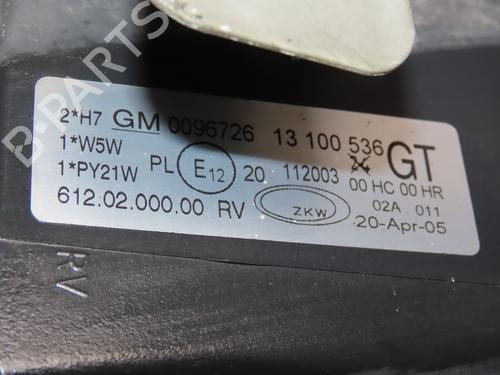 B-PARTS
2*H7 GM 0096726 13 100 536 GT
1*W5W
1*PY21W PL E12 20 112003 00 HC 00 HR
02A 011
612.02.000.00 RV ZKW 20-Apr-05
RV